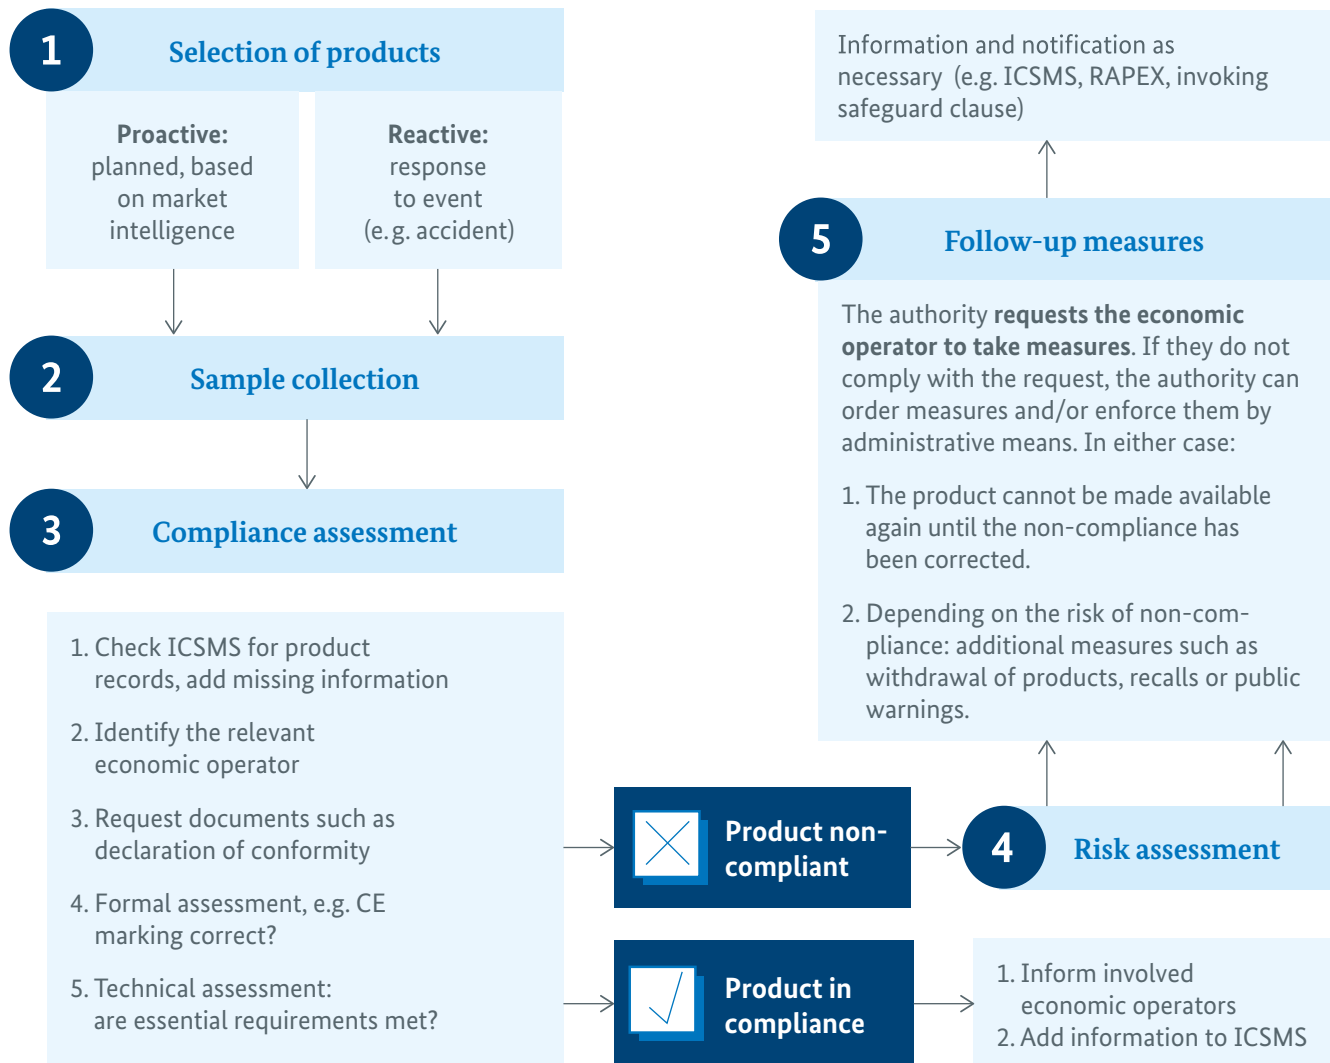 1
Selection of products
Proactive:
planned, based
on market
intelligence
Reactive:
response
to event
(e.g. accident)
2
Sample collection
3
Compliance assessment
1. Check ICSMS for product
records, add missing information
2. Identify the relevant
economic operator
3. Request documents such as
declaration of conformity
4. Formal assessment, e.g. CE
marking correct?
5. Technical assessment:
are essential requirements met?
Product non-
compliant
Product in
compliance
4
Risk assessment
1. Inform involved
economic operators
2. Add information to ICSMS
5
Follow-up measures
The authority requests the economic
operator to take measures. If they do not
comply with the request, the authority can
order measures and/or enforce them by
administrative means. In either case:
1. The product cannot be made available
again until the non-compliance has
been corrected.
2. Depending on the risk of non-com-
pliance: additional measures such as
withdrawal of products, recalls or public
warnings.
Information and notification as
necessary (e.g. ICSMS, RAPEX, invoking
safeguard clause)